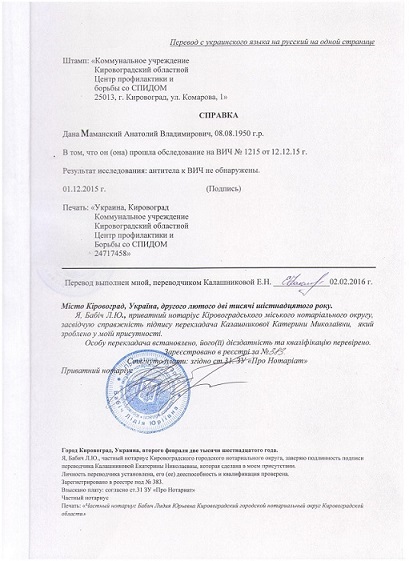 Перевод с украинского языка на русский на одной странице
Штамп: «Коммунальное учреждение
Кировоградский областной
Центр профилактики и
борьбы со СПИДОМ
25013, г. Кировоград, ул. Комарова, 1»
СПРАВКА
Дана Маманский Анатолий Владимирович, 08.08.1950 г.р.
В том, что он (она) прошла обследование на ВИЧ № 1215 от 12.12.15 г.
Результат исследования: антитела к ВИЧ не обнаружены.
01.12.2015 г. (Подпись)
Печать: «Украина, Кировоград
Коммунальное учреждение
Кировоградский областной
Центр профилактики и
Борьбы со СПИДОМ
24717458»
Перевод выполнен мной, переводчиком Калашниковой Е.Н. 02.02.2016 г.
Місто Кіровоград, Україна, другого лютого дві тисячі шістнадцятого року.
Я, Бабіч Л.Ю., приватний нотаріус Кіровоградського міського нотаріального округу,
засвідчую справжність підпису перекладача Калашникової Катерини Миколаївни, який
зроблено у моїй присутності.
Особу перекладача встановлено, його(її) дієздатність та кваліфікацію перевірено.
Зареєстровано в реєстрі за № 383
плати: згідно ст.31. ЗУ «Про Нотаріат»
Приватний нотаріус
Бабіч Лідія Юріївна
Город Кировоград, Украина, второго февраля две тысячи шестнадцатого года.
Я, Бабич Л.Ю., частный нотариус Кировоградского городского нотариального округа, заверяю подлинность подписи
переводчика Калашниковой Екатерины Николаевны, которая сделана в моем присутствии.
Личность переводчика установлена, его (ее) дееспособность и квалификация проверена.
Зарегистрировано в реестре под № 383.
Взыскано плату: согласно ст.31 ЗУ «Про Нотариат»
Частный нотариус
Печать: «Частный нотариус Бабич Лидия Юрьевна Кировоградский городской нотариальный округ Кировоградской
области»